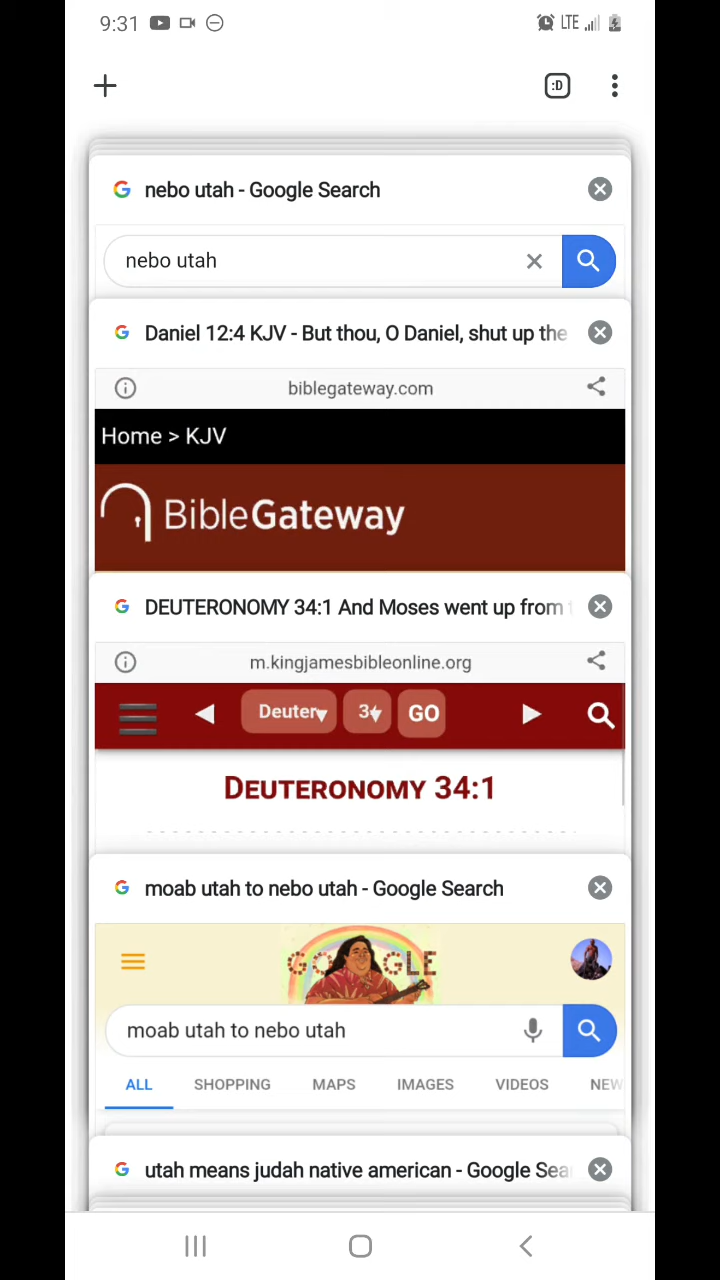 9:31
LTE
:D
nebo utah - Google Search
nebo utah
Daniel 12:4 KJV - But thou, O Daniel, shut up the
biblegateway.com
Home > KJV
BibleGateway
DEUTERONOMY 34:1 And Moses went up from
m.kingjamesbibleonline.org
Deuter 34 GO
DEUTERONOMY 34:1
moab utah to nebo utah - Google Search
GOOGLE
moab utah to nebo utah
ALL SHOPPING MAPS IMAGES VIDEOS NEW
utah means judah native american - Google Sea